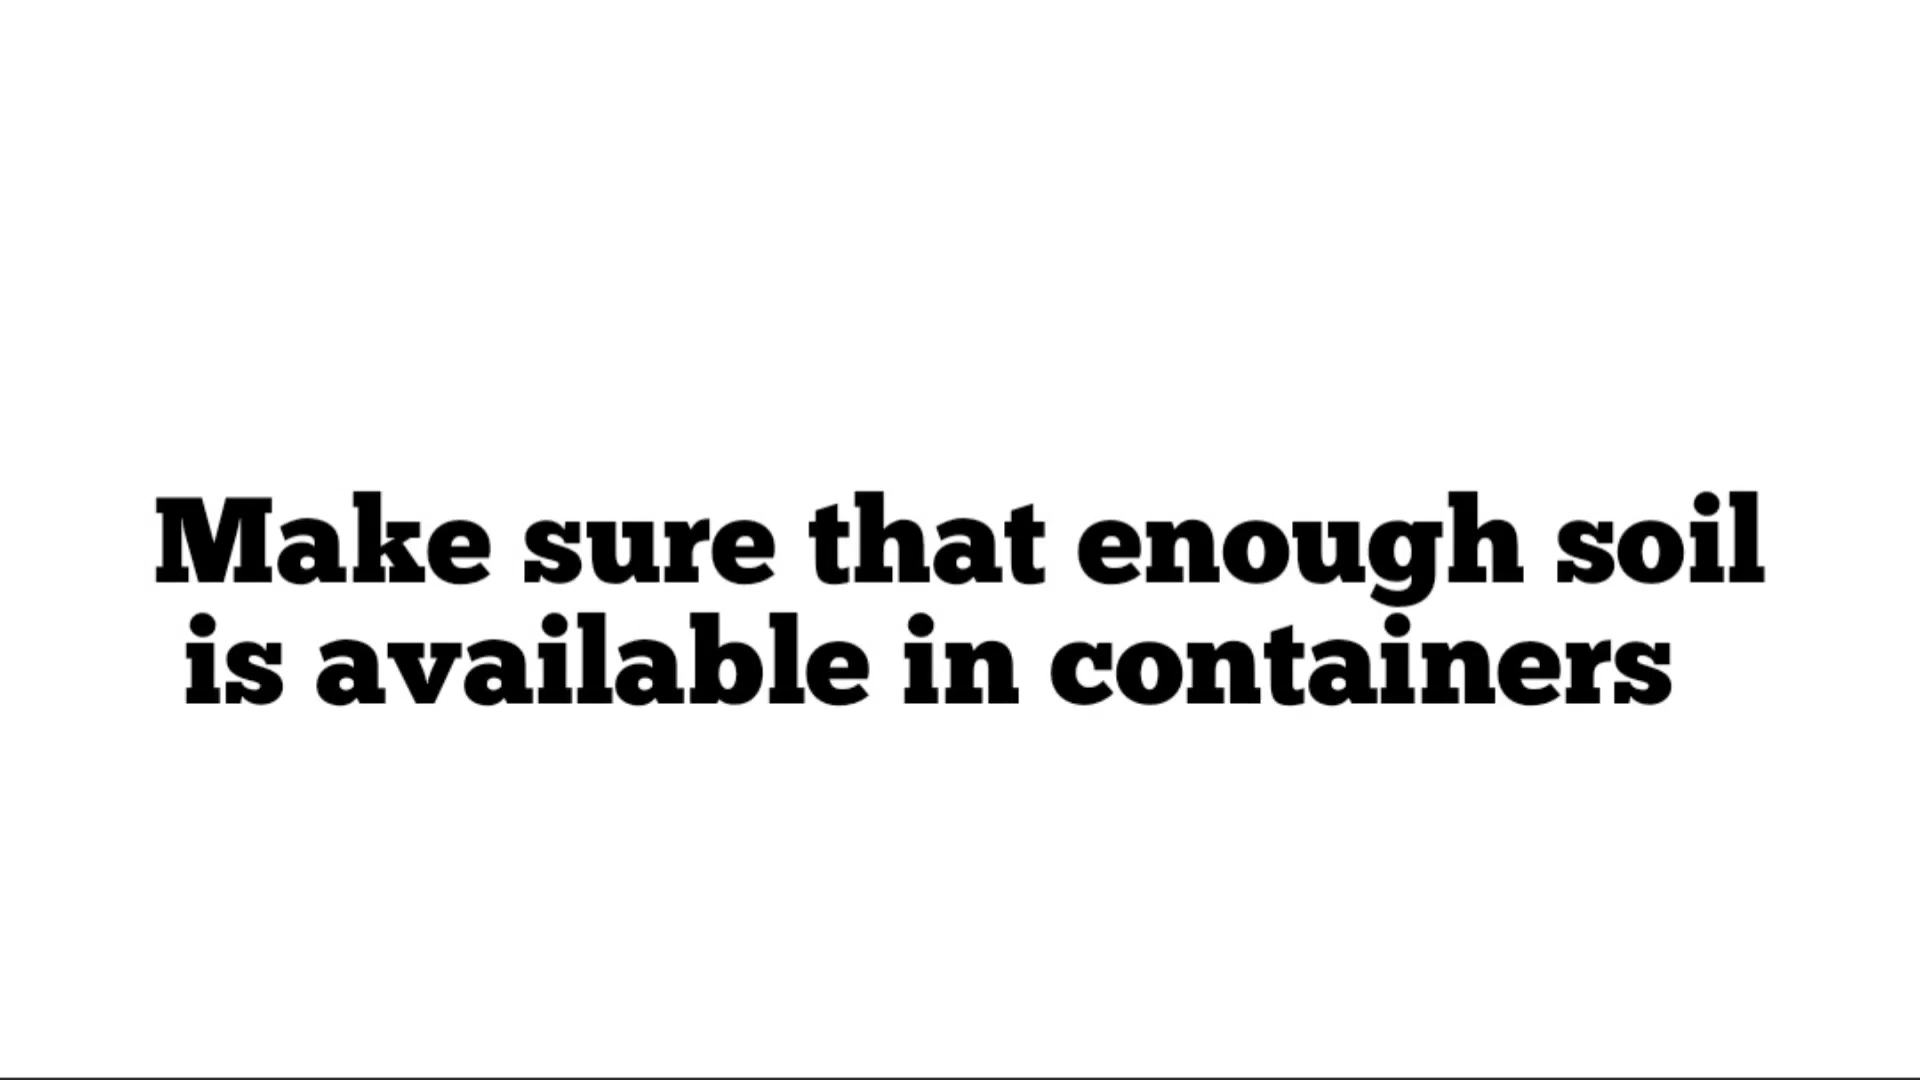 Make sure that enough soil
is available in containers